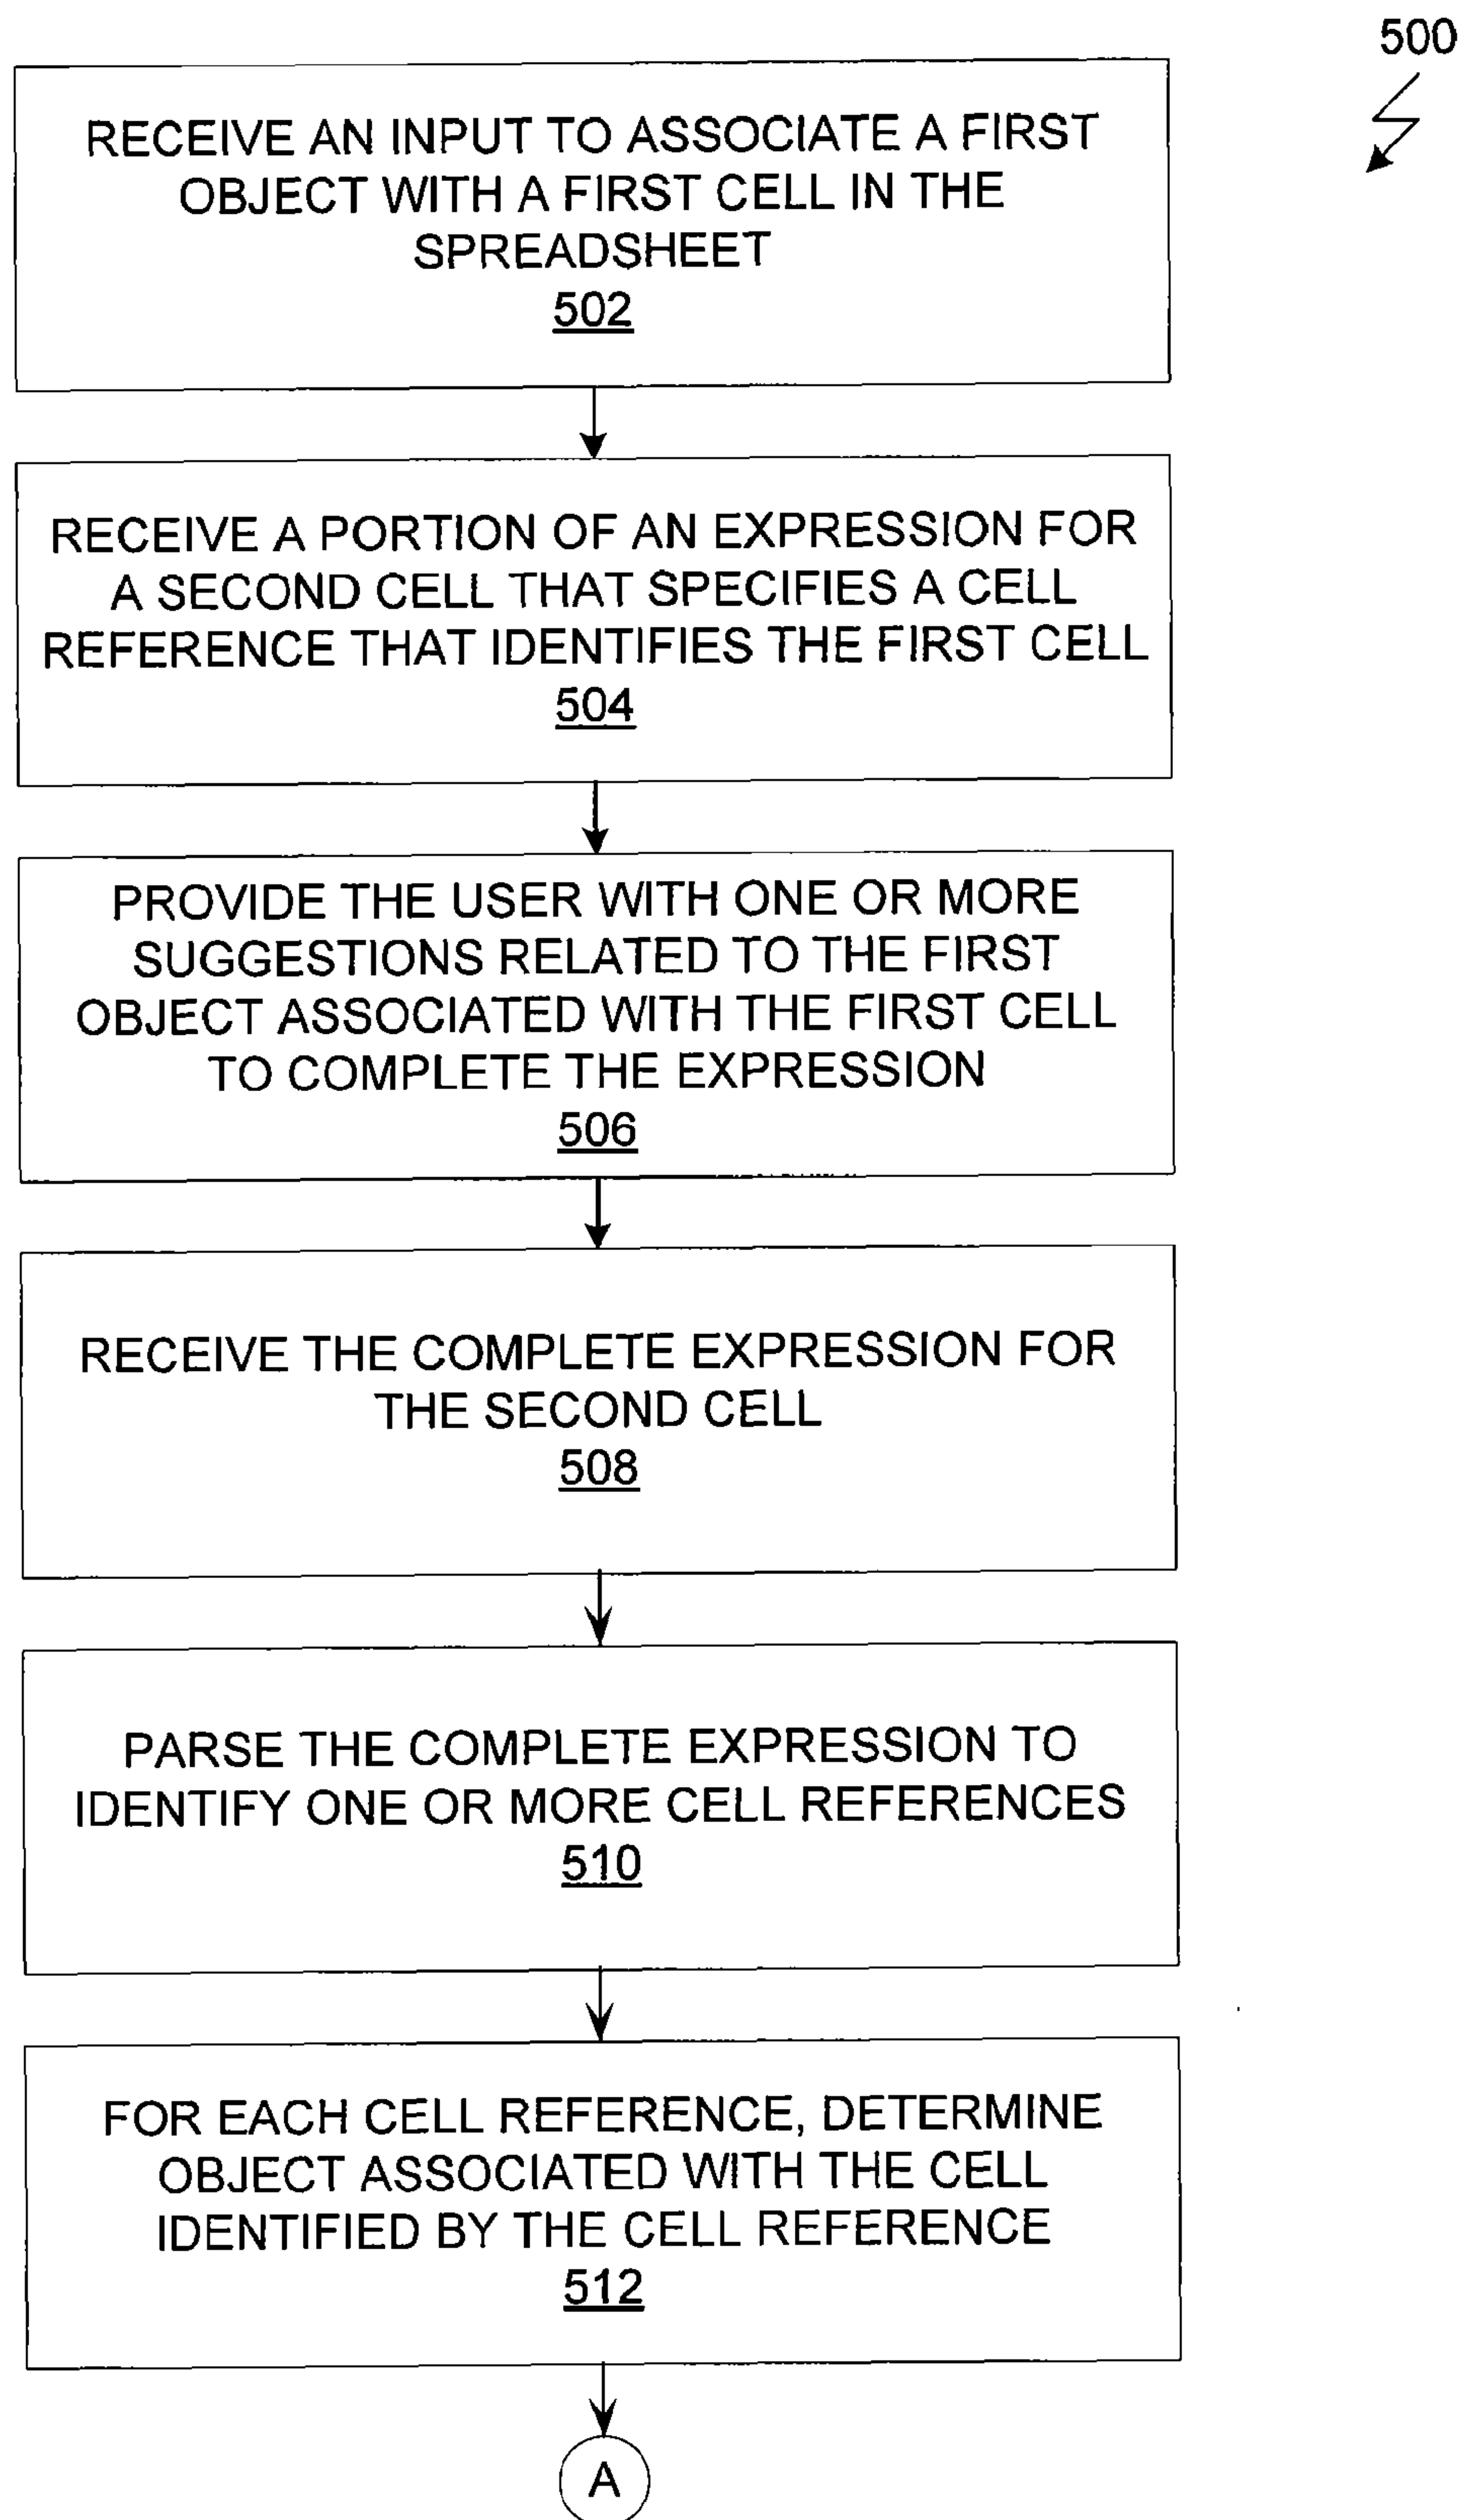 500
RECEIVE AN INPUT TO ASSOCIATE A FIRST
OBJECT WITH A FIRST CELL IN THE
SPREADSHEET
502
RECEIVE A PORTION OF AN EXPRESSION FOR
A SECOND CELL THAT SPECIFIES A CELL
REFERENCE THAT IDENTIFIES THE FIRST CELL
504
PROVIDE THE USER WITH ONE OR MORE
SUGGESTIONS RELATED TO THE FIRST
OBJECT ASSOCIATED WITH THE FIRST CELL
TO COMPLETE THE EXPRESSION
506
RECEIVE THE COMPLETE EXPRESSION FOR
THE SECOND CELL
508
PARSE THE COMPLETE EXPRESSION TO
IDENTIFY ONE OR MORE CELL REFERENCES
510
FOR EACH CELL REFERENCE, DETERMINE
OBJECT ASSOCIATED WITH THE CELL
IDENTIFIED BY THE CELL REFERENCE
512
A